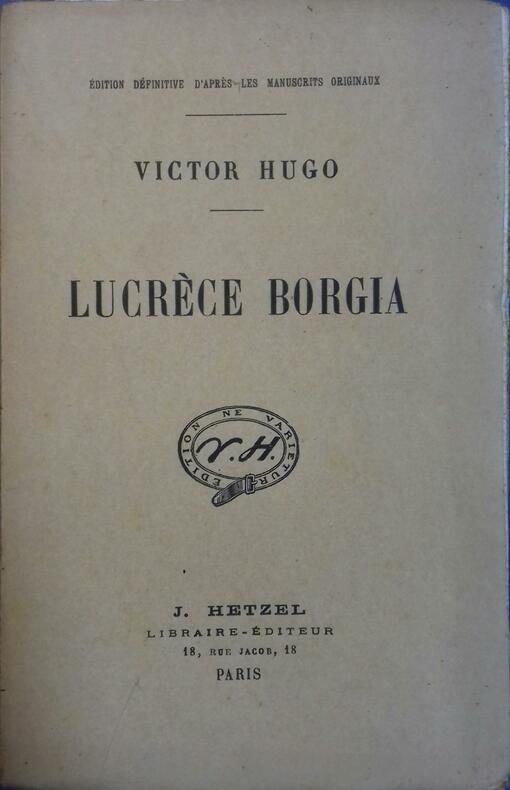 ÉDITION DÉFINITIVE D'APRÈS LES MANUSCRITS ORIGINAUX
VICTOR HUGO
LUCRÈCE BORGIA
ÉDITION NE VARIETUR
V.H.
J. HETZEL
LIBRAIRE-ÉDITEUR
18, RUE JACOB, 18
PARIS